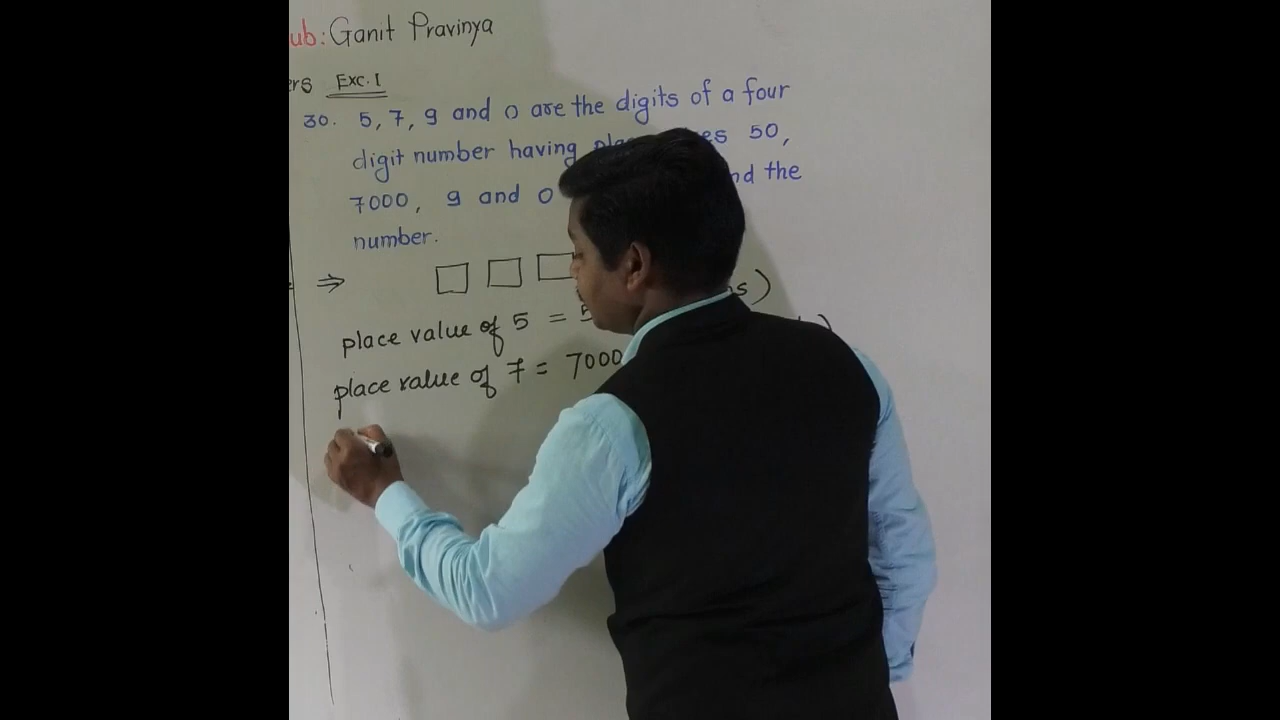 ub: Ganit Pravinya
ers Exc. 1
30. 5, 7, 9 and 0 are the digits of a four
digit number having es 50,
7000, 9 and 0 nd the
number.
⇒
place value of 5 = 5 s)
place value of 7 = 7000 )